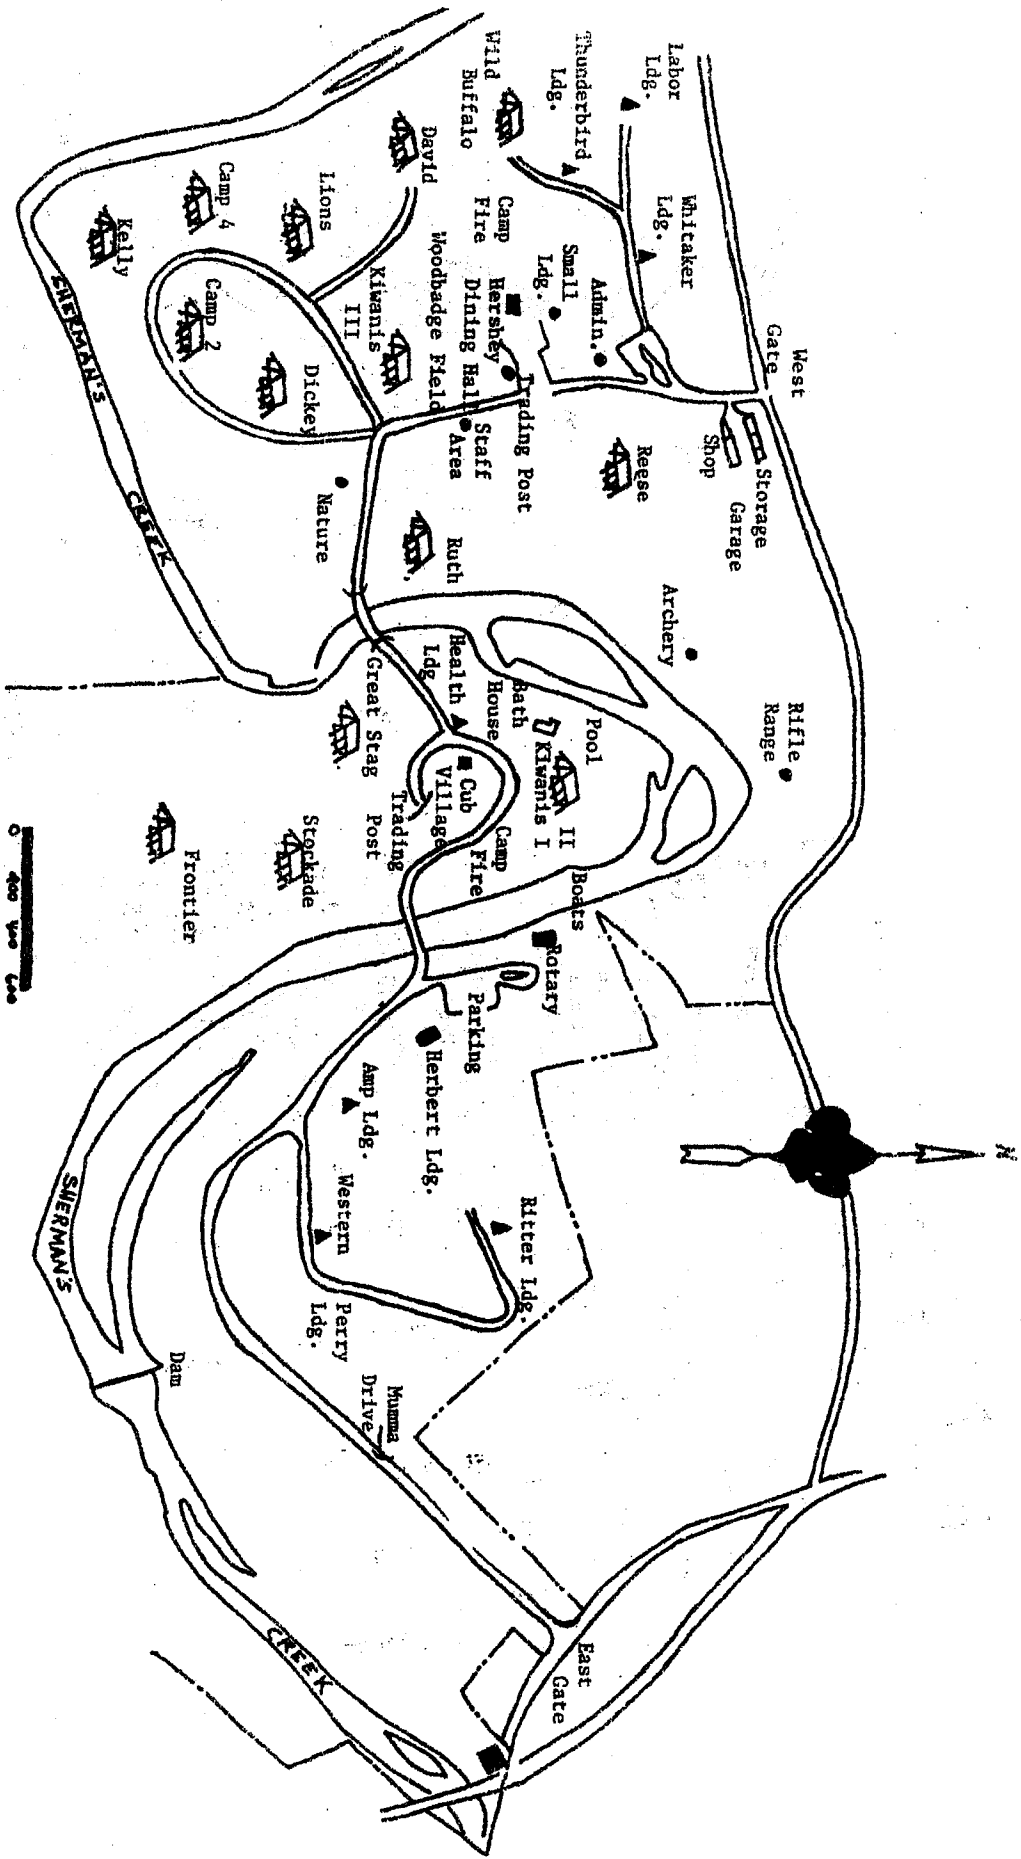 N
West
Gate
Labor
Ldg.
Whitaker
Ldg.
Thunderbird
Ldg.
Wild
Buffalo
Small
Ldg.
Admin.
Camp
Fire
Hershey
Dining Hall
Trading Post
Woodbadge Field
Staff
Area
David
Lions
Kiwanis
III
Camp 4
Kelly
Camp 2
Dickey
Nature
Ruth
Reese
Shop
Storage
Garage
Archery
Rifle
Range
SHERMAN'S
CREEK
Health
Ldg
Bath
House
Pool
Kiwanis I
II
Great Stag
Cub
Village
Trading
Post
Camp
Fire
Boats
Stockade
Frontier
Rotary
Parking
Herbert Ldg.
Amp Ldg.
Western
Ritter Ldg.
Perry
Ldg.
Mumma
Drive
Dam
SHERMAN'S
CREEK
East
Gate
0 200 400 600